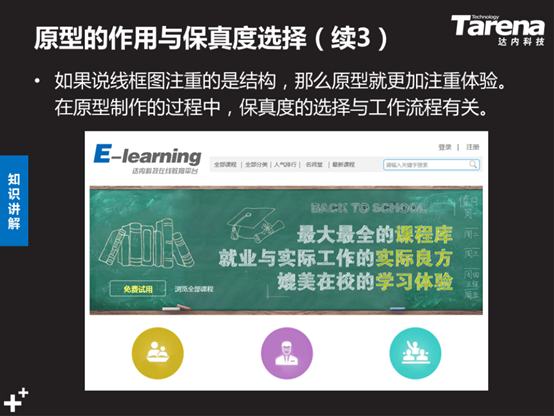 原型的作用与保真度选择（续3）
Technology
Tarena
达内科技
• 如果说线框图注重的是结构，那么原型就更加注重体验。
在原型制作的过程中，保真度的选择与工作流程有关。
知识讲解
E-learning
达内科技在线教育平台
登录 | 注册
全部课程 | 全部分类 | 人气排行 | 名师堂 | 最新课程
请输入关键字搜索
BACK TO SCHOOL
最大最全的课程库
就业与实际工作的实际良方
媲美在校的学习体验
免费试用
浏览全部课程